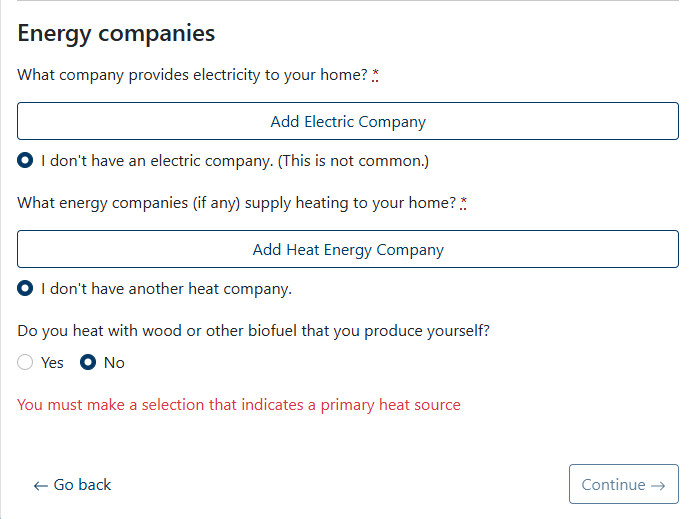 Energy companies
What company provides electricity to your home? *
Add Electric Company
I don't have an electric company. (This is not common.)
What energy companies (if any) supply heating to your home? *
Add Heat Energy Company
I don't have another heat company.
Do you heat with wood or other biofuel that you produce yourself?
Yes No
You must make a selection that indicates a primary heat source
← Go back Continue →